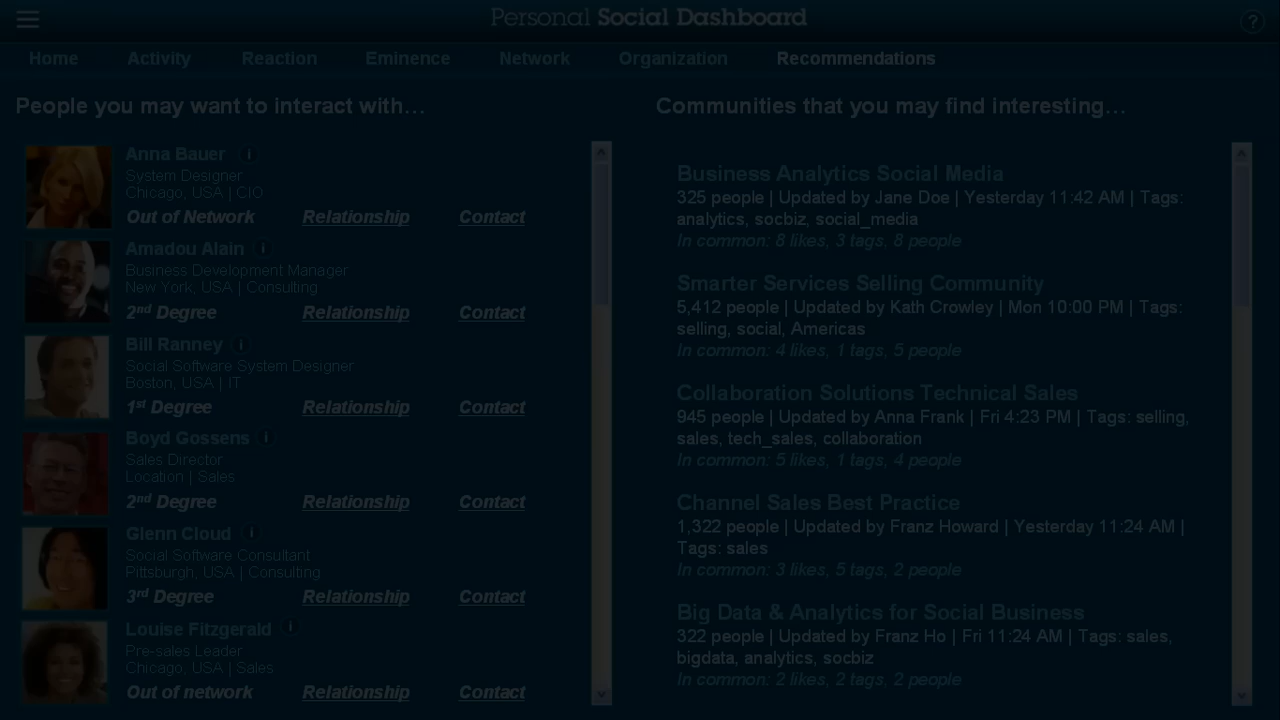 Personal Social Dashboard
?
Home Activity Reaction Eminence Network Organization Recommendations
People you may want to interact with…
Anna Bauer i
System Designer
Chicago, USA | CIO
Out of Network Relationship Contact
Amadou Alain i
Business Development Manager
New York, USA | Consulting
2nd Degree Relationship Contact
Bill Ranney i
Social Software System Designer
Boston, USA | IT
1st Degree Relationship Contact
Boyd Gossens i
Sales Director
Location | Sales
2nd Degree Relationship Contact
Glenn Cloud i
Social Software Consultant
Pittsburgh, USA | Consulting
3rd Degree Relationship Contact
Louise Fitzgerald i
Pre-sales Leader
Chicago, USA | Sales
Out of network Relationship Contact
Communities that you may find interesting…
Business Analytics Social Media
325 people | Updated by Jane Doe | Yesterday 11:42 AM | Tags:
analytics, socbiz, social_media
In common: 8 likes, 3 tags, 8 people
Smarter Services Selling Community
5,412 people | Updated by Kath Crowley | Mon 10:00 PM | Tags:
selling, social, Americas
In common: 4 likes, 1 tags, 5 people
Collaboration Solutions Technical Sales
945 people | Updated by Anna Frank | Fri 4:23 PM | Tags: selling,
sales, tech_sales, collaboration
In common: 5 likes, 1 tags, 4 people
Channel Sales Best Practice
1,322 people | Updated by Franz Howard | Yesterday 11:24 AM |
Tags: sales
In common: 3 likes, 5 tags, 2 people
Big Data & Analytics for Social Business
322 people | Updated by Franz Ho | Fri 11:24 AM | Tags: sales,
bigdata, analytics, socbiz
In common: 2 likes, 2 tags, 2 people